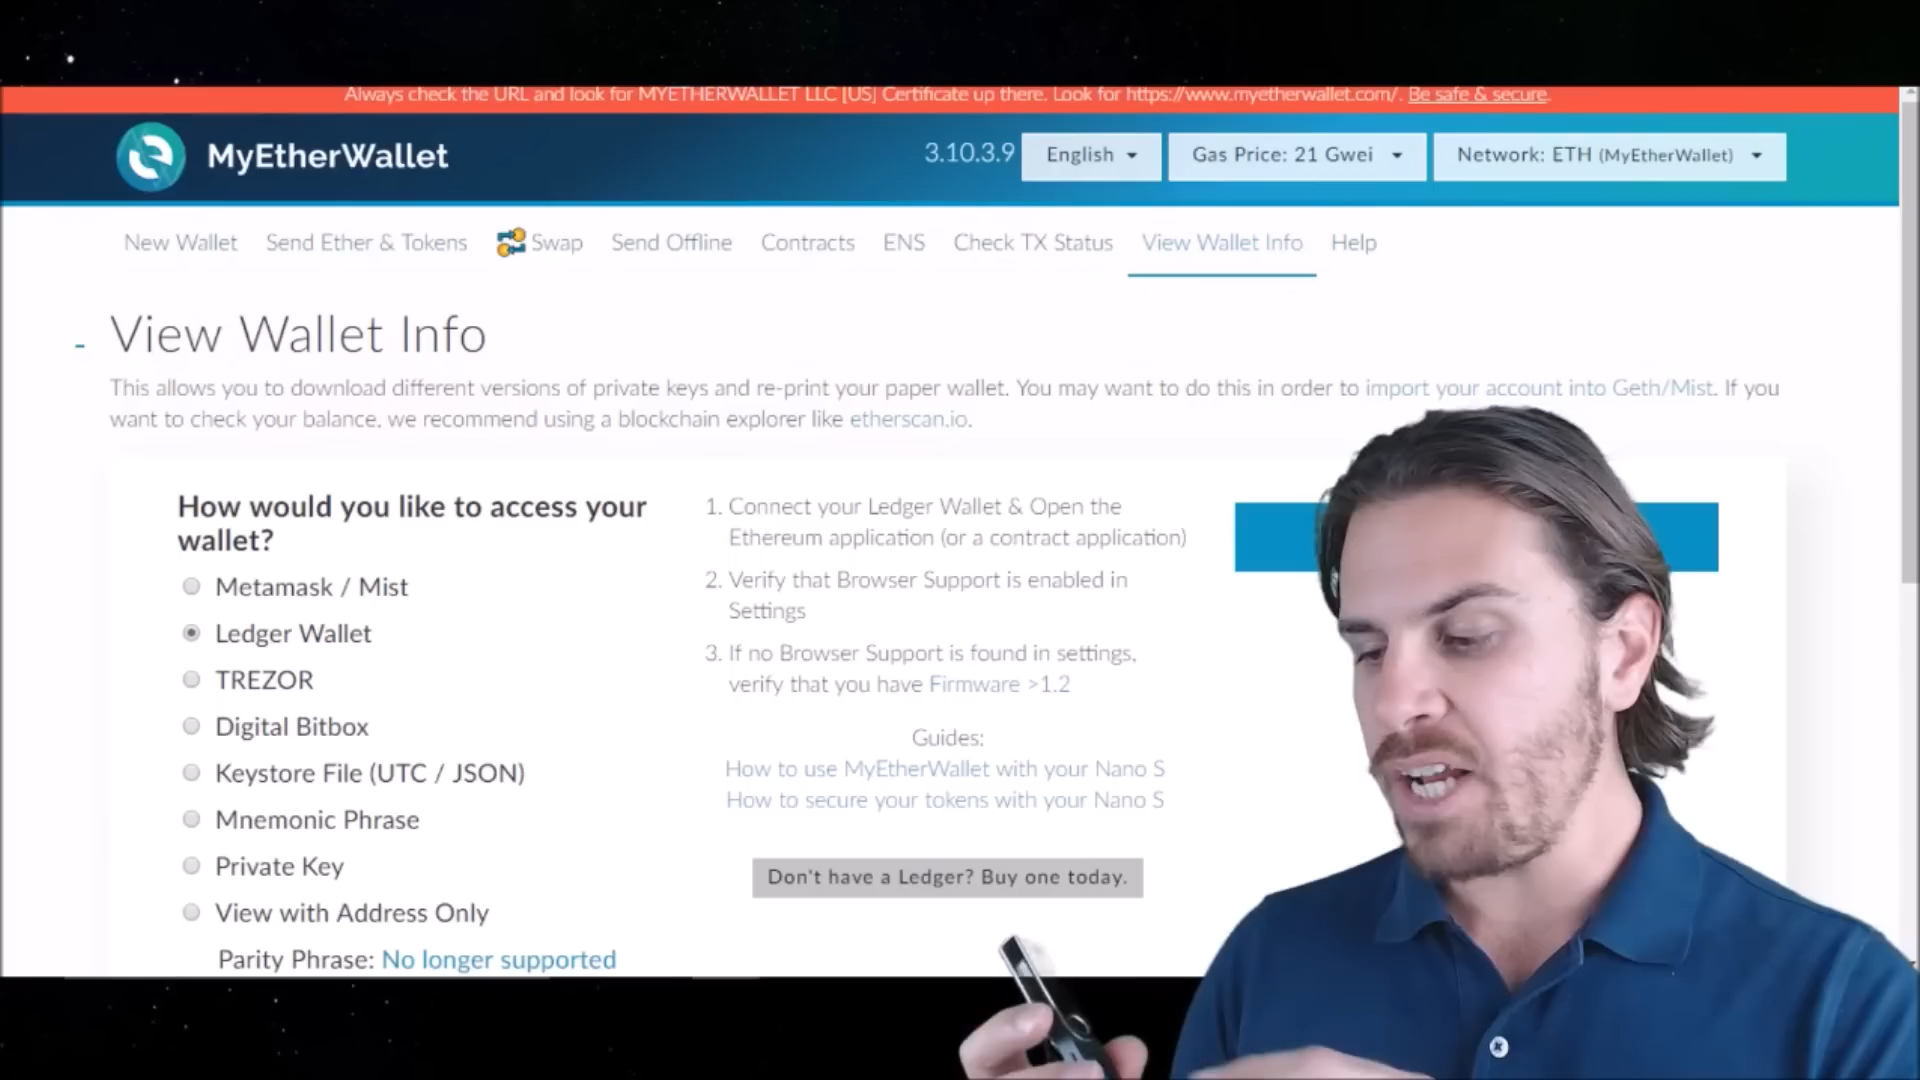 Always check the URL and look for MYETHERWALLET LLC [US] Certificate up there. Look for https://www.myetherwallet.com/. Be safe & secure.
MyEtherWallet
3.10.3.9
English
Gas Price: 21 Gwei
Network: ETH (MyEtherWallet)
New Wallet
Send Ether & Tokens
Swap
Send Offline
Contracts
ENS
Check TX Status
View Wallet Info
Help
- View Wallet Info
This allows you to download different versions of private keys and re-print your paper wallet. You may want to do this in order to import your account into Geth/Mist. If you
want to check your balance, we recommend using a blockchain explorer like etherscan.io.
How would you like to access your
wallet?
Metamask / Mist
Ledger Wallet
TREZOR
Digital Bitbox
Keystore File (UTC / JSON)
Mnemonic Phrase
Private Key
View with Address Only
Parity Phrase: No longer supported
1. Connect your Ledger Wallet & Open the
Ethereum application (or a contract application)
2. Verify that Browser Support is enabled in
Settings
3. If no Browser Support is found in settings,
verify that you have Firmware >1.2
Guides:
How to use MyEtherWallet with your Nano S
How to secure your tokens with your Nano S
Don't have a Ledger? Buy one today.